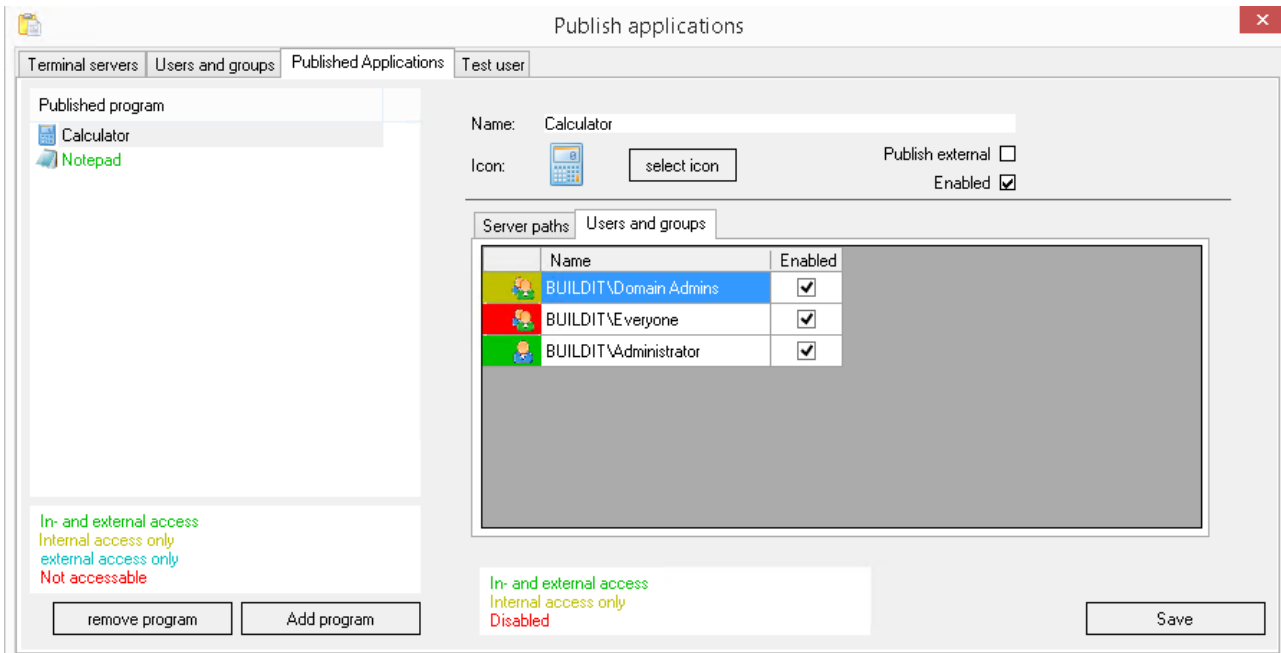 Publish applications
Terminal servers Users and groups Published Applications Test user
Published program
Calculator
Notepad
Name: Calculator
Icon: select icon
Publish external
Enabled
Server paths Users and groups
Name Enabled
BUILDIT\Domain Admins
BUILDIT\Everyone
BUILDIT\Administrator
In- and external access
Internal access only
external access only
Not accessable
remove program Add program
In- and external access
Internal access only
Disabled
Save